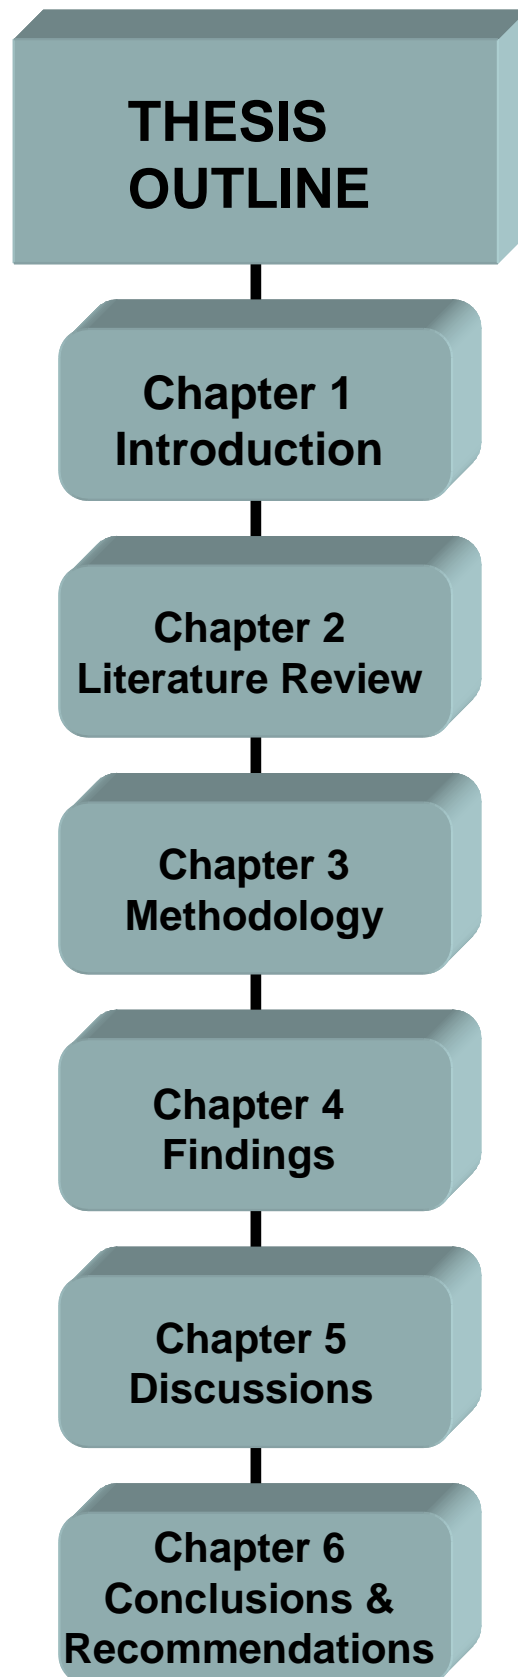 THESIS
OUTLINE
Chapter 1
Introduction
Chapter 2
Literature Review
Chapter 3
Methodology
Chapter 4
Findings
Chapter 5
Discussions
Chapter 6
Conclusions &
Recommendations